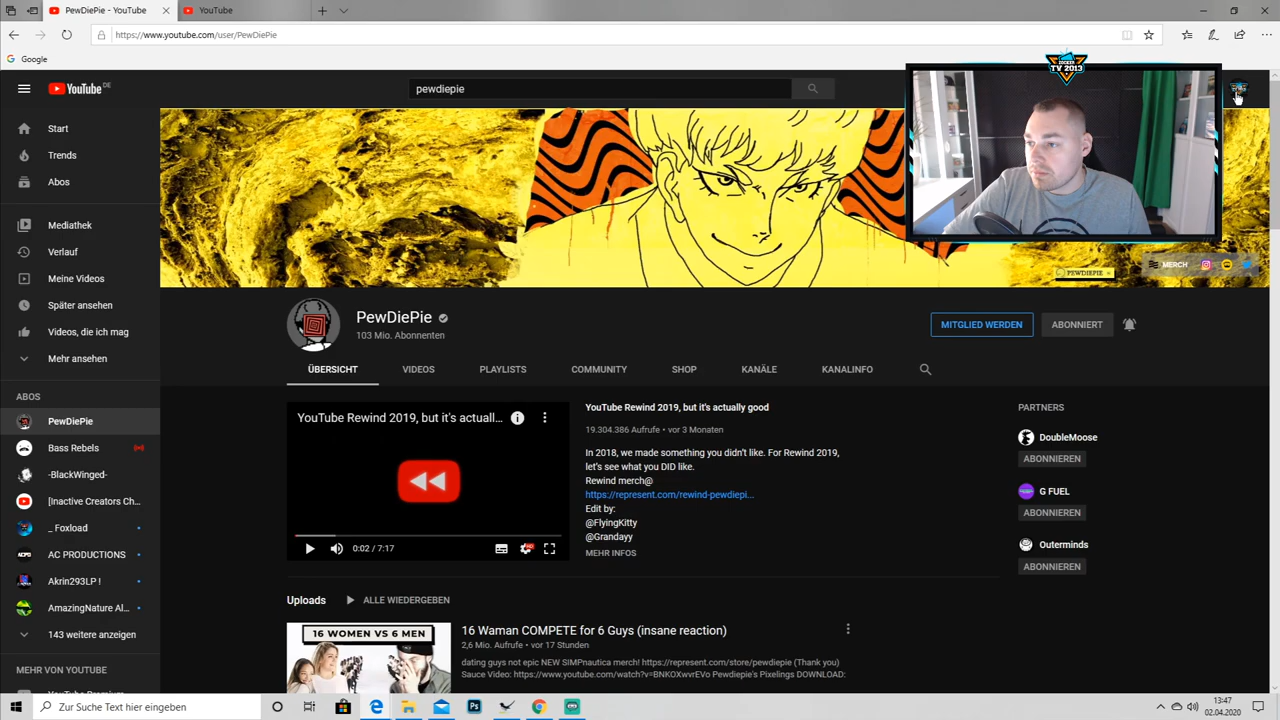 PewDiePie - YouTube
YouTube
https://www.youtube.com/user/PewDiePie
Google
TV 2013
YouTube DE
pewdiepie
Start
Trends
Abos
Mediathek
Verlauf
Meine Videos
Später ansehen
Videos, die ich mag
Mehr ansehen
ABOS
PewDiePie
Bass Rebels
-BlackWinged-
[Inactive Creators Ch...
_ Foxload
AC PRODUCTIONS
Akrin293LP !
AmazingNature Al...
143 weitere anzeigen
MEHR VON YOUTUBE
YouTube Premium
PEWDIEPIE
MERCH
PewDiePie
103 Mio. Abonnenten
MITGLIED WERDEN
ABONNIERT
ÜBERSICHT
VIDEOS
PLAYLISTS
COMMUNITY
SHOP
KANÄLE
KANALINFO
YouTube Rewind 2019, but it's actuall...
0:02 / 7:17
YouTube Rewind 2019, but it's actually good
19.304.386 Aufrufe • vor 3 Monaten
In 2018, we made something you didn't like. For Rewind 2019,
let's see what you DID like.
Rewind merch@
https://represent.com/rewind-pewdiepi...
Edit by:
@FlyingKitty
@Grandayy
MEHR INFOS
PARTNERS
DoubleMoose
ABONNIEREN
G FUEL
ABONNIEREN
Outerminds
ABONNIEREN
Uploads
ALLE WIEDERGEBEN
16 WOMEN VS 6 MEN
16 Waman COMPETE for 6 Guys (insane reaction)
2,6 Mio. Aufrufe • vor 17 Stunden
dating guys not epic NEW SIMPnautica merch! https://represent.com/store/pewdiepie (Thank you)
Sauce Video: https://www.youtube.com/watch?v=BNKOXwvrEVo Pewdiepie's Pixelings DOWNLOAD:
Zur Suche Text hier eingeben
13:47
02.04.2020